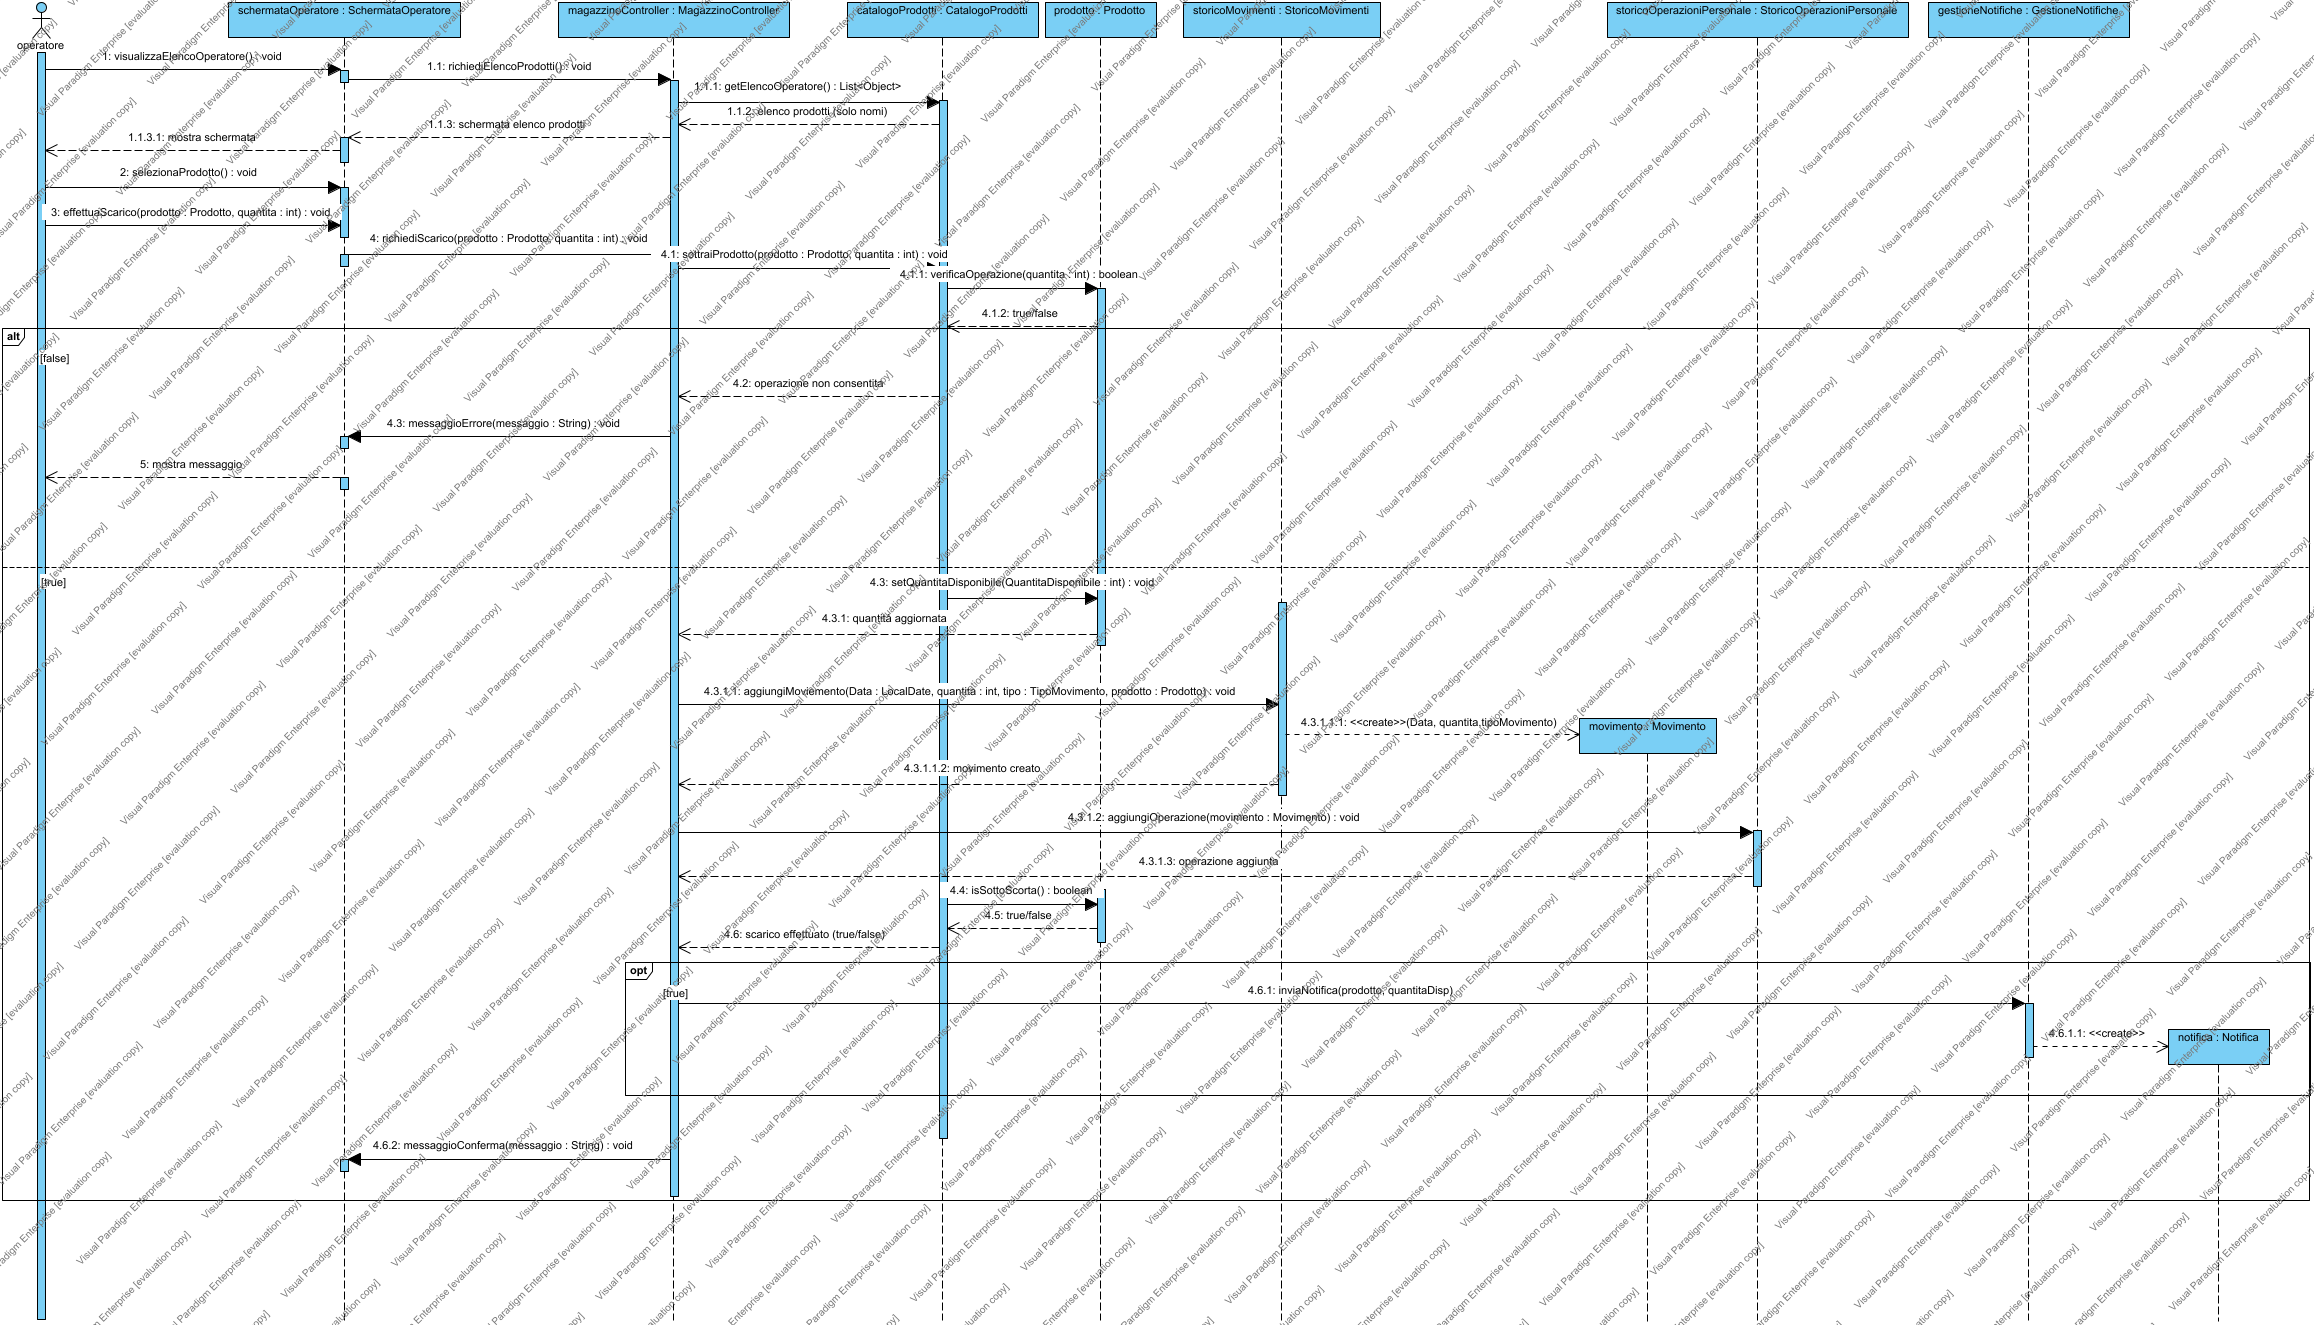 operatore
schermataOperatore : SchermataOperatore
magazzinoController : MagazzinoController
catalogoProdotti : CatalogoProdotti
prodotto : Prodotto
storicoMovimenti : StoricoMovimenti
storicoOperazioniPersonale : StoricoOperazioniPersonale
gestioneNotifiche : GestioneNotifiche
1: visualizzaElencoOperatore() : void
1.1: richiediElencoProdotti() : void
1.1.1: getElencoOperatore() : List<Object>
1.1.2: elenco prodotti (solo nomi)
1.1.3: schermata elenco prodotti
1.1.3.1: mostra schermata
2: selezionaProdotto() : void
3: effettuaScarico(prodotto : Prodotto, quantita : int) : void
4: richiediScarico(prodotto : Prodotto, quantita : int) : void
4.1: sottraiProdotto(prodotto : Prodotto, quantita : int) : void
4.1.1: verificaOperazione(quantita : int) : boolean
4.1.2: true/false
alt
[false]
4.2: operazione non consentita
4.3: messaggioErrore(messaggio : String) : void
5: mostra messaggio
[true]
4.3: setQuantitaDisponibile(QuantitaDisponibile : int) : void
4.3.1: quantità aggiornata
4.3.1.1: aggiungiMoviemento(Data : LocalDate, quantita : int, tipo : TipoMovimento, prodotto : Prodotto) : void
4.3.1.1.1: <<create>>(Data, quantita,tipoMovimento)
movimento : Movimento
4.3.1.1.2: movimento creato
4.3.1.2: aggiungiOperazione(movimento : Movimento) : void
4.3.1.3: operazione aggiunta
4.4: isSottoScorta() : boolean
4.5: true/false
4.6: scarico effettuato (true/false)
opt
[true]
4.6.1: inviaNotifica(prodotto, quantitaDisp)
4.6.1.1: <<create>>
notifica : Notifica
4.6.2: messaggioConferma(messaggio : String) : void
Visual Paradigm Enterprise [evaluation copy]